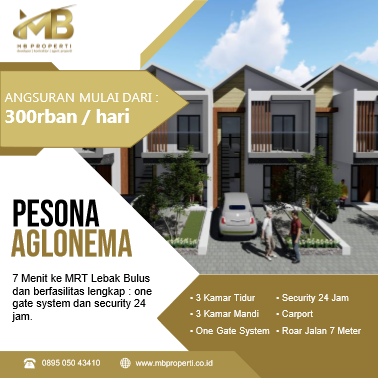 MB
MB PROPERTI
ANGSURAN MULAI DARI :
300rban / hari
PESONA
AGLONEMA
7 Menit ke MRT Lebak Bulus
dan berfasilitas lengkap : one
gate system dan security 24
jam.
• 3 Kamar Tidur
• 3 Kamar Mandi
• One Gate System
• Security 24 Jam
• Carport
• Roar Jalan 7 Meter
0895 050 43410
www.mbproperti.co.id